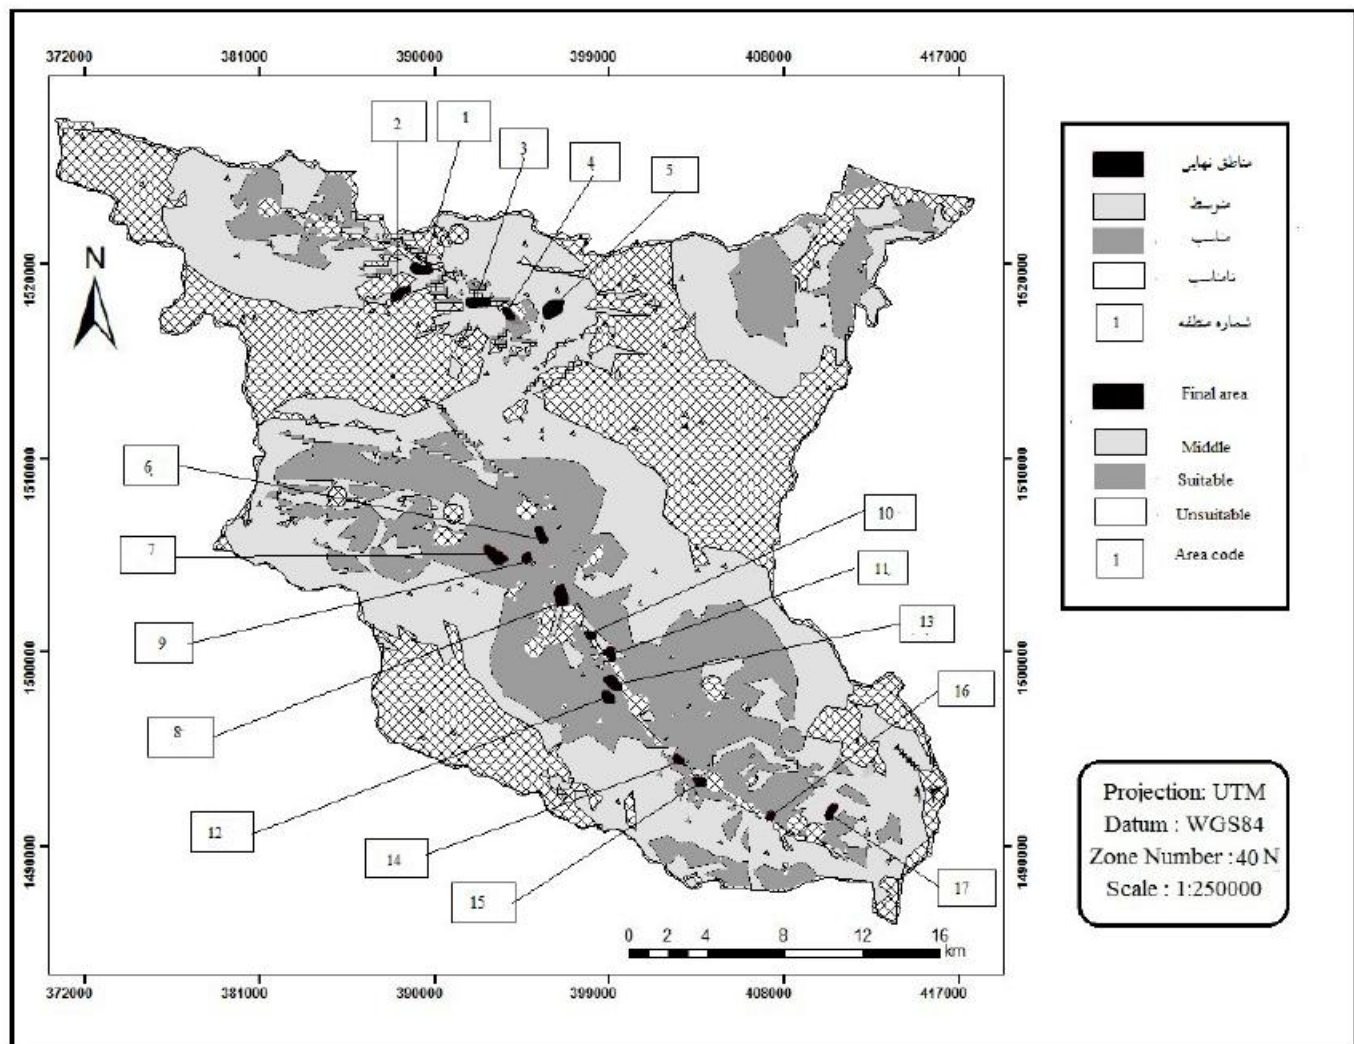 372000 381000 390000 399000 408000 417000
1520000 1520000
1510000 1510000
1500000 1500000
1490000 1490000
N
2
1
3
4
5
6
7
9
8
12
14
15
10
11
13
16
17
0 2 4 8 12 16
km
372000 381000 390000 399000 408000 417000
مناطق نهایی
متوسط
مناسب
نامناسب
1 شماره منطقه
Final area
Middle
Suitable
Unsuitable
1 Area code
Projection: UTM
Datum : WGS84
Zone Number : 40 N
Scale : 1:250000